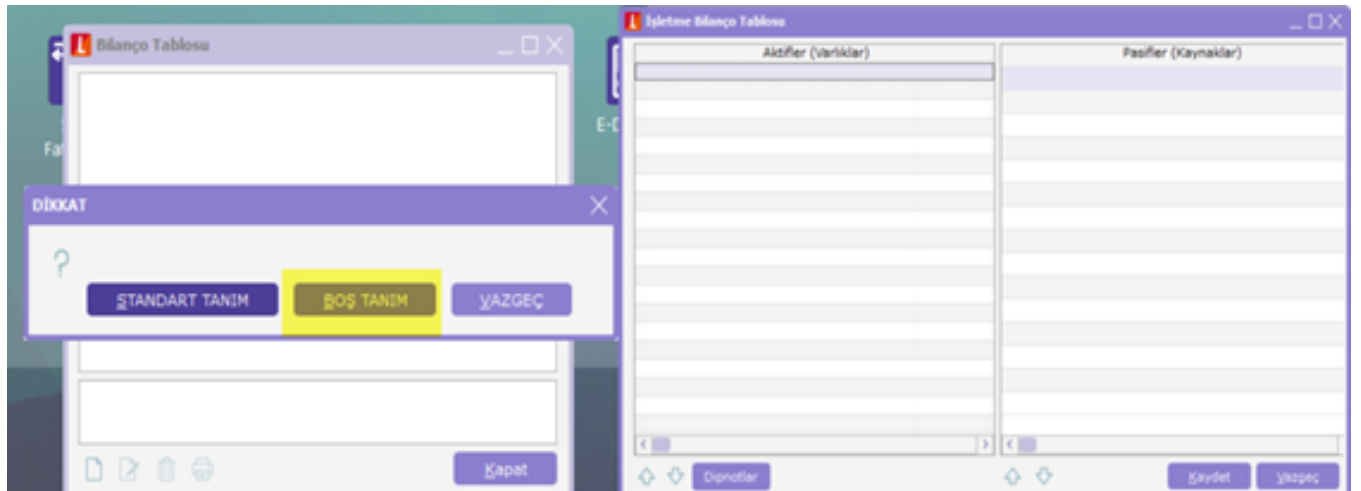 Bilanço Tablosu
E-D
Fat
DİKKAT
?
STANDART TANIM
BOŞ TANIM
VAZGEÇ
Kapat
İşletme Bilanço Tablosu
Aktifler (Varlıklar)
Pasifler (Kaynaklar)
Dipnotlar
Kaydet
Vazgeç